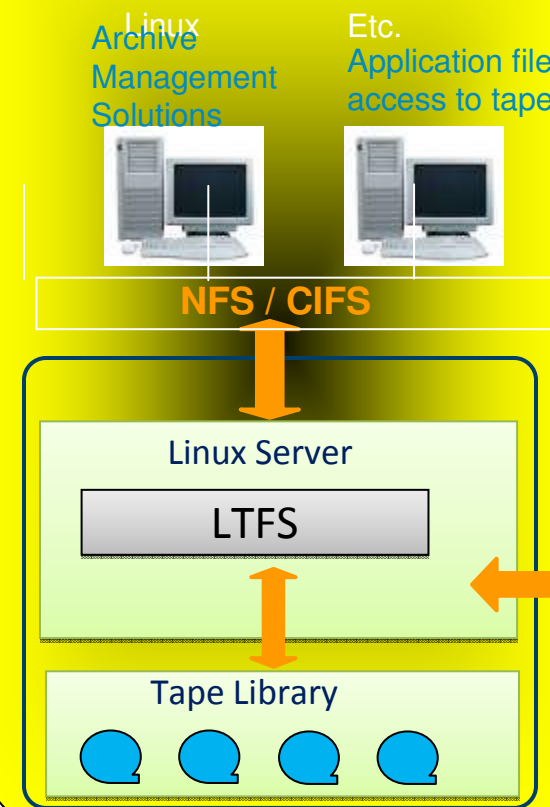 Linux
Archive
Management
Solutions
Etc.
Application file
access to tape
NFS / CIFS
Linux Server
LTFS
Tape Library